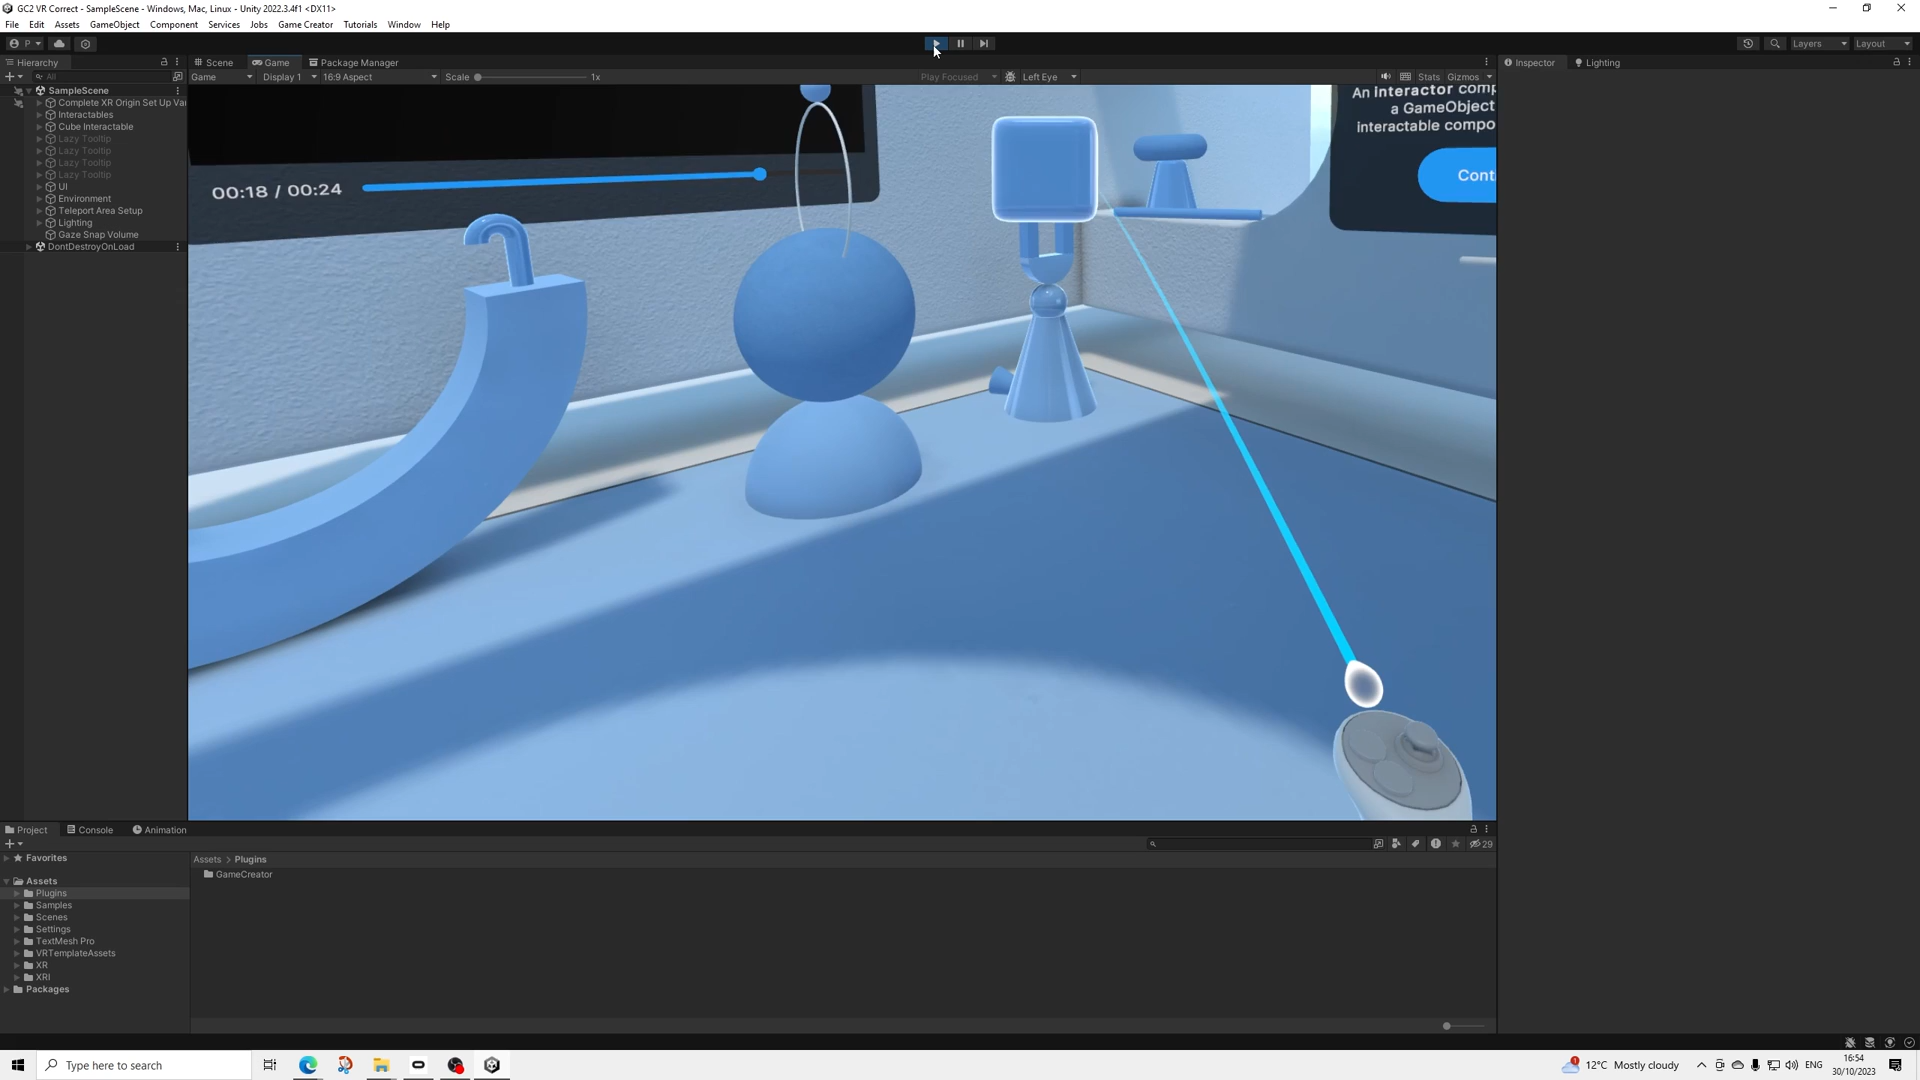 GC2 VR Correct - SampleScene - Windows, Mac, Linux - Unity 2022.3.4f1 <DX11>
File Edit Assets GameObject Component Services Jobs Game Creator Tutorials Window Help
P Layers Layout
Hierarchy Scene Game Package Manager Inspector Lighting
All Game Display 1 16:9 Aspect Scale 1x Play Focused Left Eye Stats Gizmos
SampleScene
Complete XR Origin Set Up Var
Interactables
Cube Interactable
Lazy Tooltip
Lazy Tooltip
Lazy Tooltip
Lazy Tooltip
UI
Environment
Teleport Area Setup
Lighting
Gaze Snap Volume
DontDestroyOnLoad
An interactor comp
a GameObject
interactable compo
Cont
00:18 / 00:24
Project Console Animation
29
Favorites
Assets
Plugins
Samples
Scenes
Settings
TextMesh Pro
VRTemplateAssets
XR
XRI
Packages
Assets > Plugins
GameCreator
Type here to search
1 12°C Mostly cloudy ENG
16:54
30/10/2023